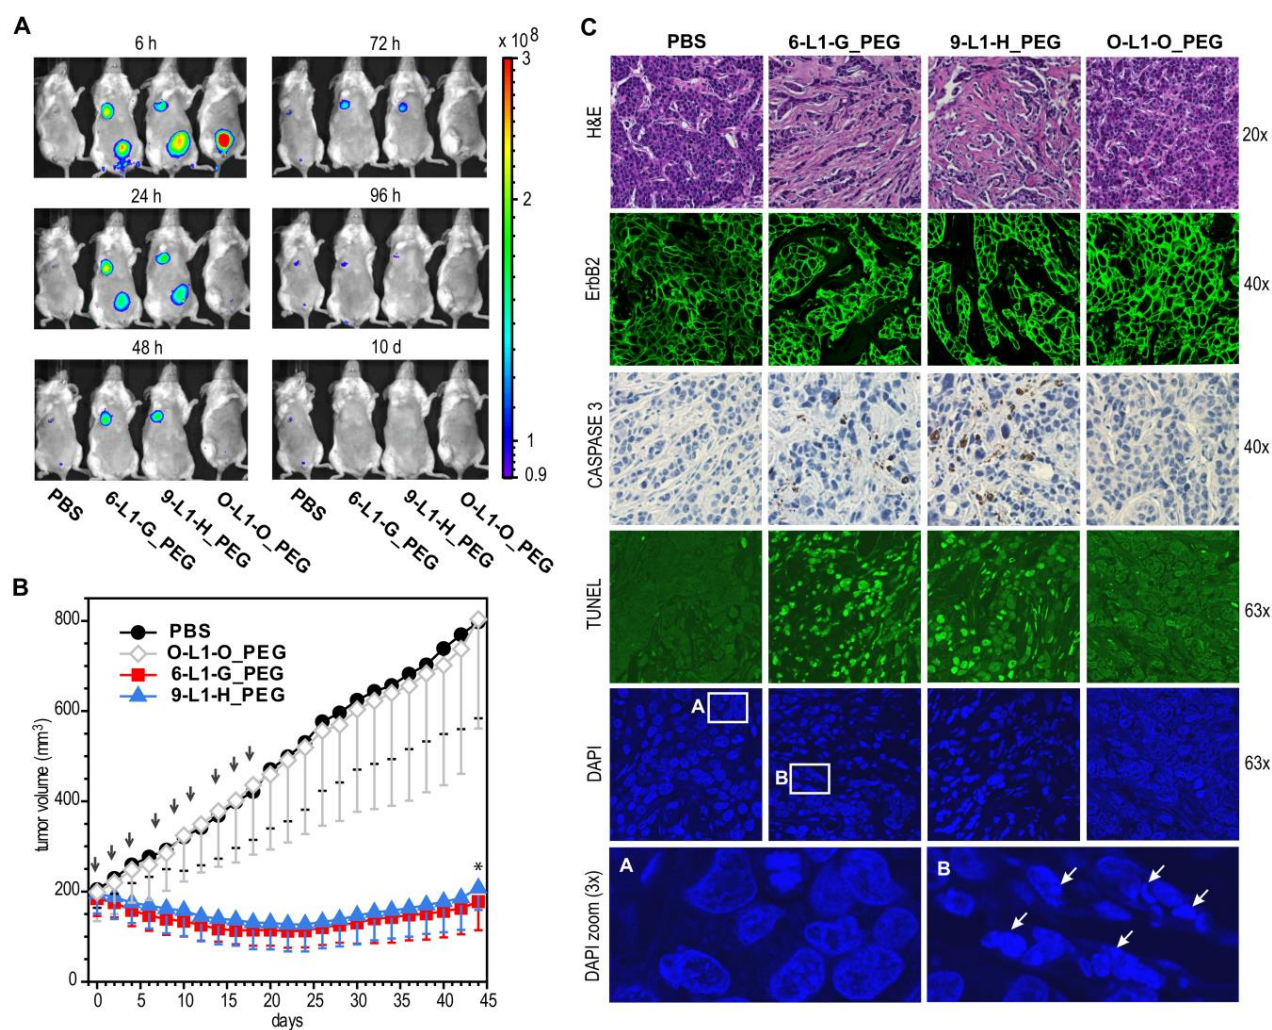 A
6 h
72 h
x 10⁸
3
24 h
96 h
2
48 h
10 d
1
0.9
PBS
6-L1-G_PEG
9-L1-H_PEG
O-L1-O_PEG
PBS
6-L1-G_PEG
9-L1-H_PEG
O-L1-O_PEG
B
800
600
400
200
0
tumor volume (mm³)
PBS
O-L1-O_PEG
6-L1-G_PEG
9-L1-H_PEG
*
0 5 10 15 20 25 30 35 40 45
days
C
PBS 6-L1-G_PEG 9-L1-H_PEG O-L1-O_PEG
H&E
20x
ErbB2
40x
CASPASE 3
40x
TUNEL
63x
DAPI
A
B
63x
DAPI zoom (3x)
A
B